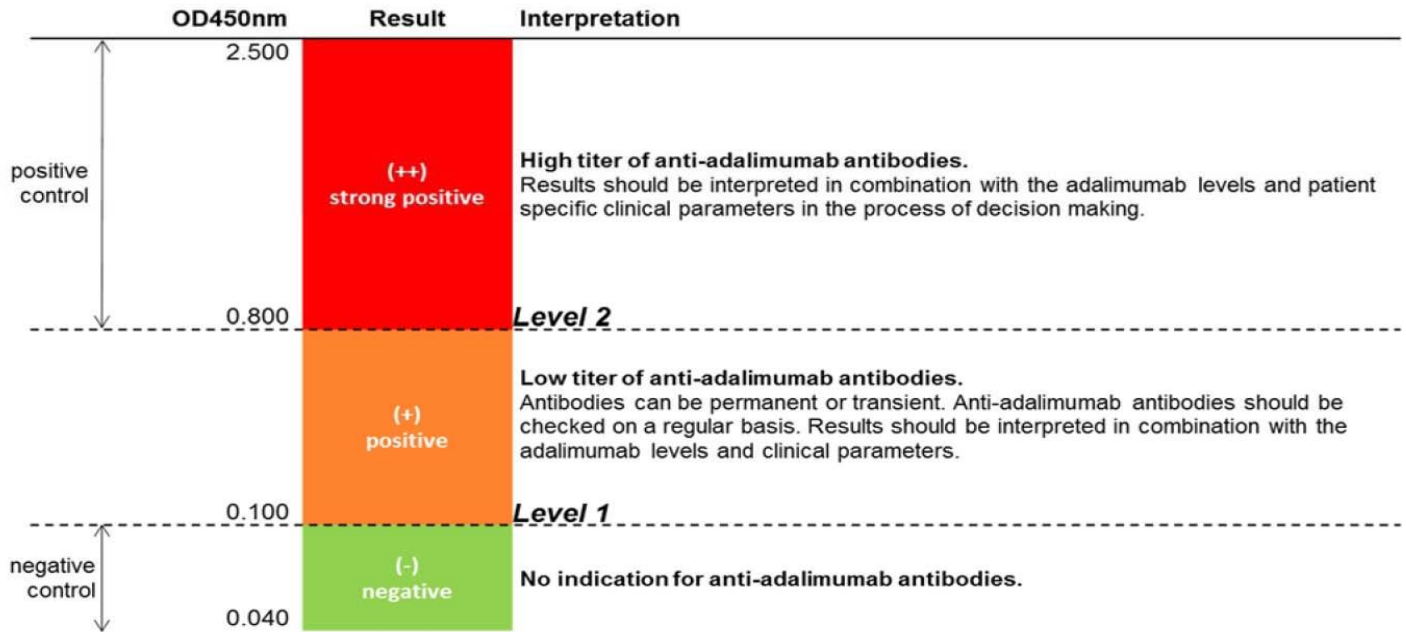 OD450nm Result Interpretation
2.500
positive
control
(++)
strong positive
High titer of anti-adalimumab antibodies.
Results should be interpreted in combination with the adalimumab levels and patient
specific clinical parameters in the process of decision making.
0.800
Level 2
(+)
positive
Low titer of anti-adalimumab antibodies.
Antibodies can be permanent or transient. Anti-adalimumab antibodies should be
checked on a regular basis. Results should be interpreted in combination with the
adalimumab levels and clinical parameters.
0.100
Level 1
negative
control
(-)
negative
No indication for anti-adalimumab antibodies.
0.040